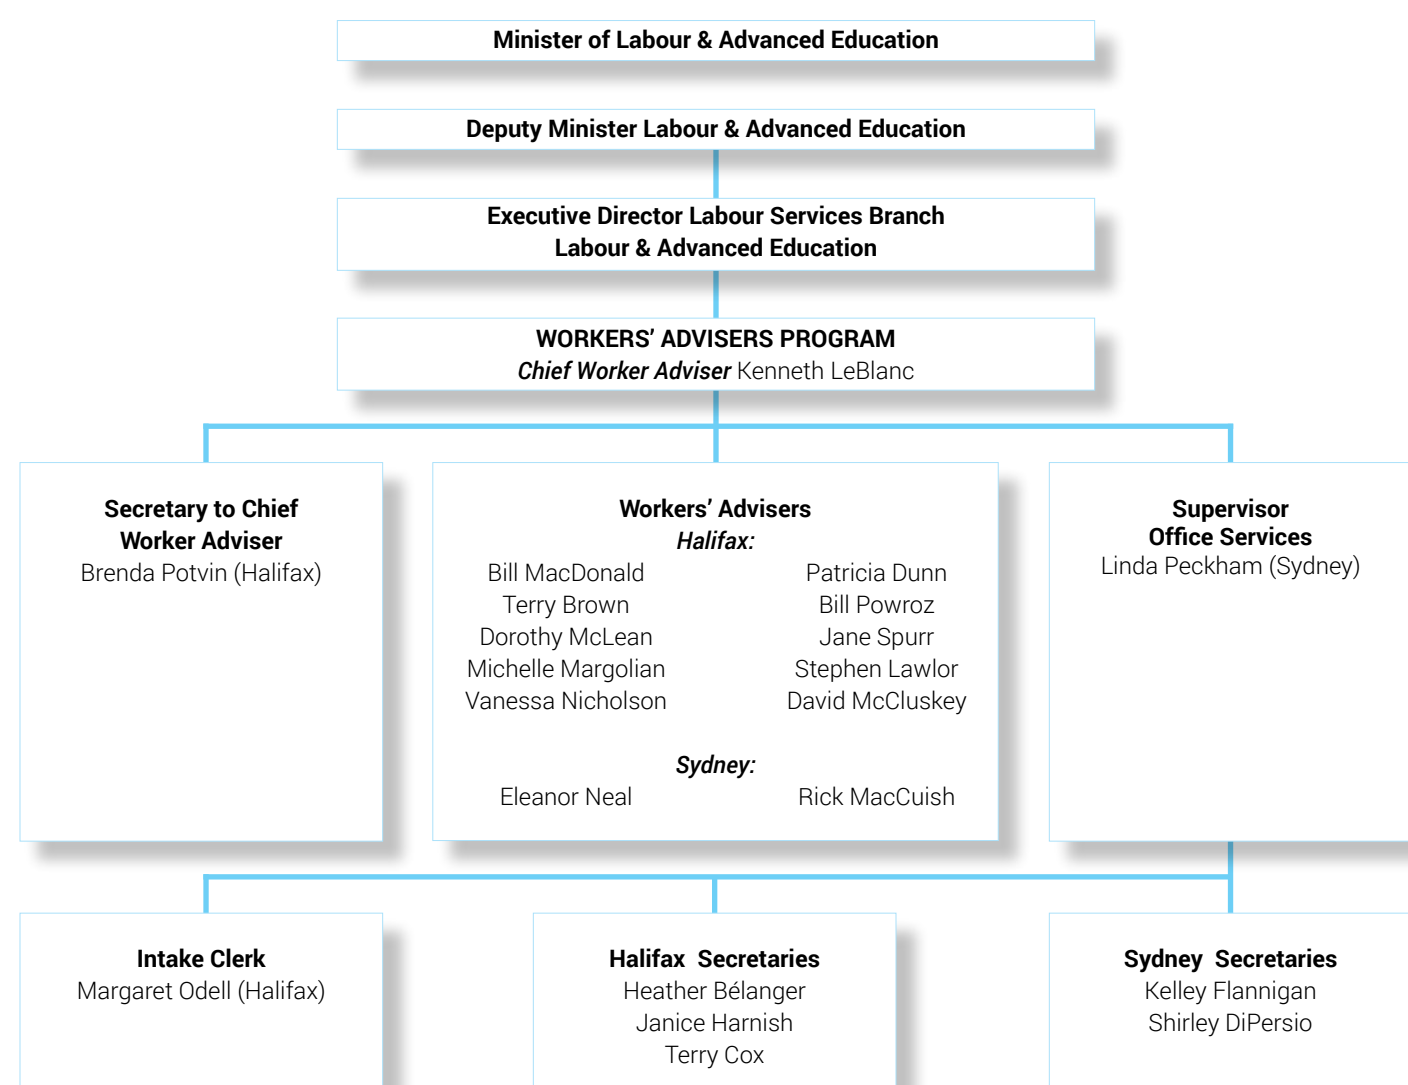 Minister of Labour & Advanced Education
Deputy Minister Labour & Advanced Education
Executive Director Labour Services Branch
Labour & Advanced Education
WORKERS’ ADVISERS PROGRAM
Chief Worker Adviser Kenneth LeBlanc
Secretary to Chief
Worker Adviser
Brenda Potvin (Halifax)
Workers’ Advisers
Halifax:
Bill MacDonald Patricia Dunn
Terry Brown Bill Powroz
Dorothy McLean Jane Spurr
Michelle Margolian Stephen Lawlor
Vanessa Nicholson David McCluskey
Sydney:
Eleanor Neal Rick MacCuish
Supervisor
Office Services
Linda Peckham (Sydney)
Intake Clerk
Margaret Odell (Halifax)
Halifax Secretaries
Heather Bélanger
Janice Harnish
Terry Cox
Sydney Secretaries
Kelley Flannigan
Shirley DiPersio